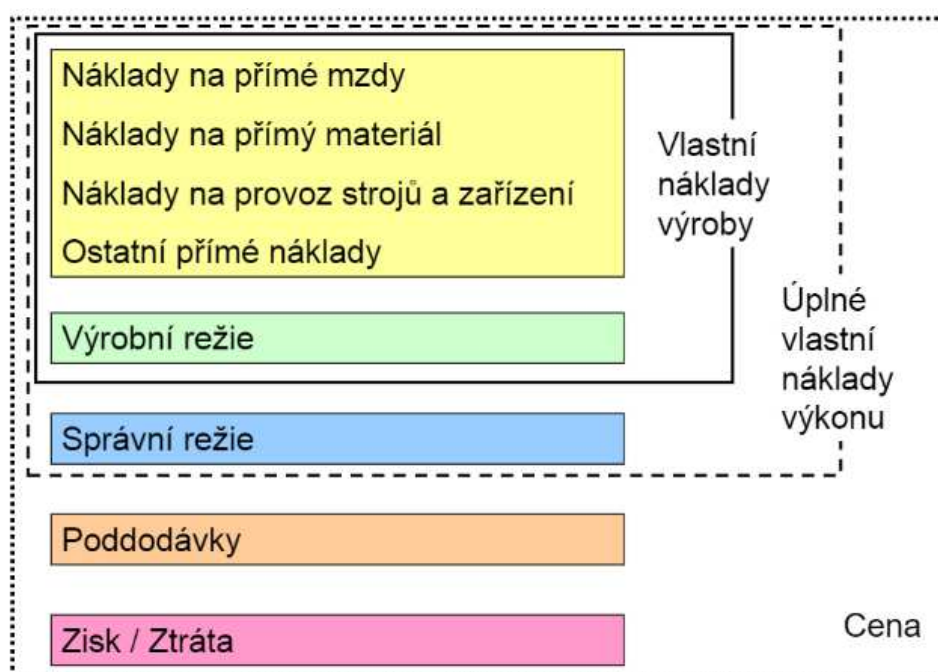 Náklady na přímé mzdy
Náklady na přímý materiál
Náklady na provoz strojů a zařízení
Ostatní přímé náklady
Vlastní
náklady
výroby
Výrobní režie
Úplné
vlastní
náklady
výkonu
Správní režie
Poddodávky
Zisk / Ztráta
Cena